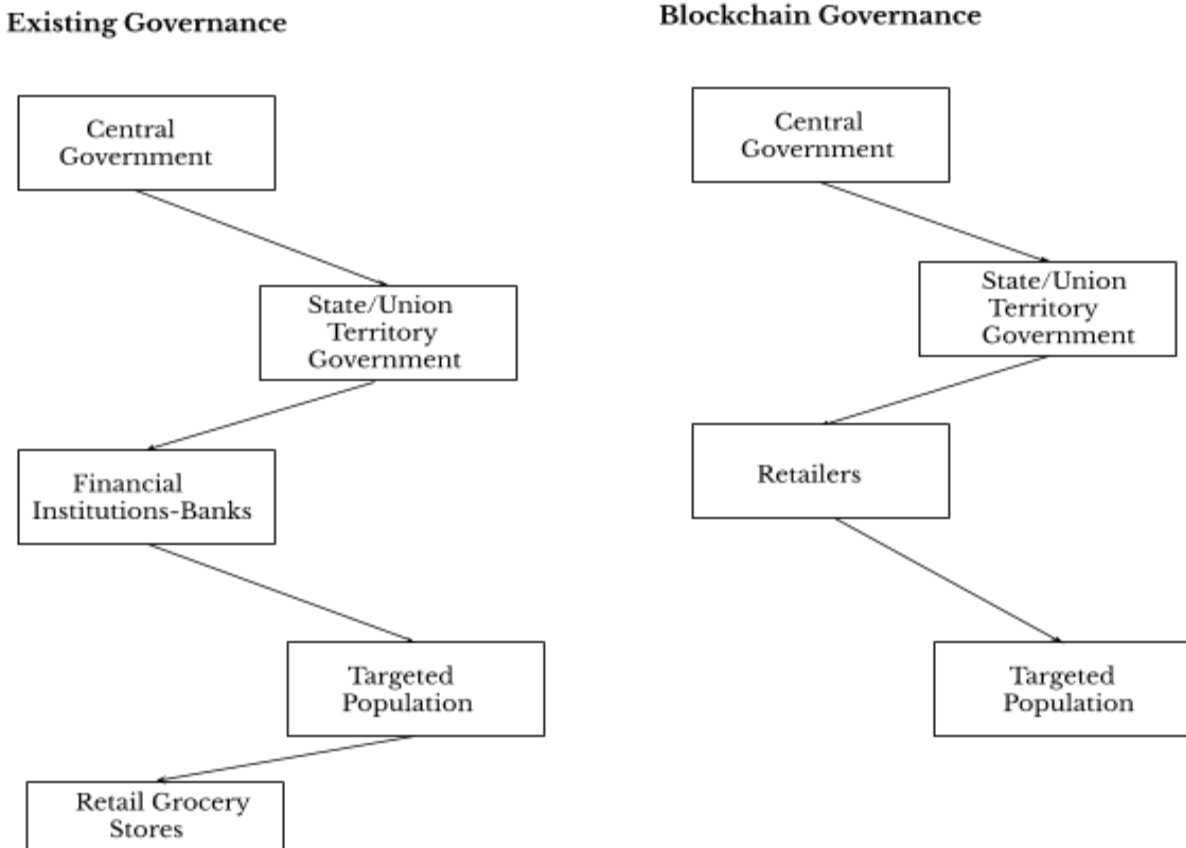 Existing Governance
Central
Government
State/Union
Territory
Government
Financial
Institutions-Banks
Targeted
Population
Retail Grocery
Stores
Blockchain Governance
Central
Government
State/Union
Territory
Government
Retailers
Targeted
Population